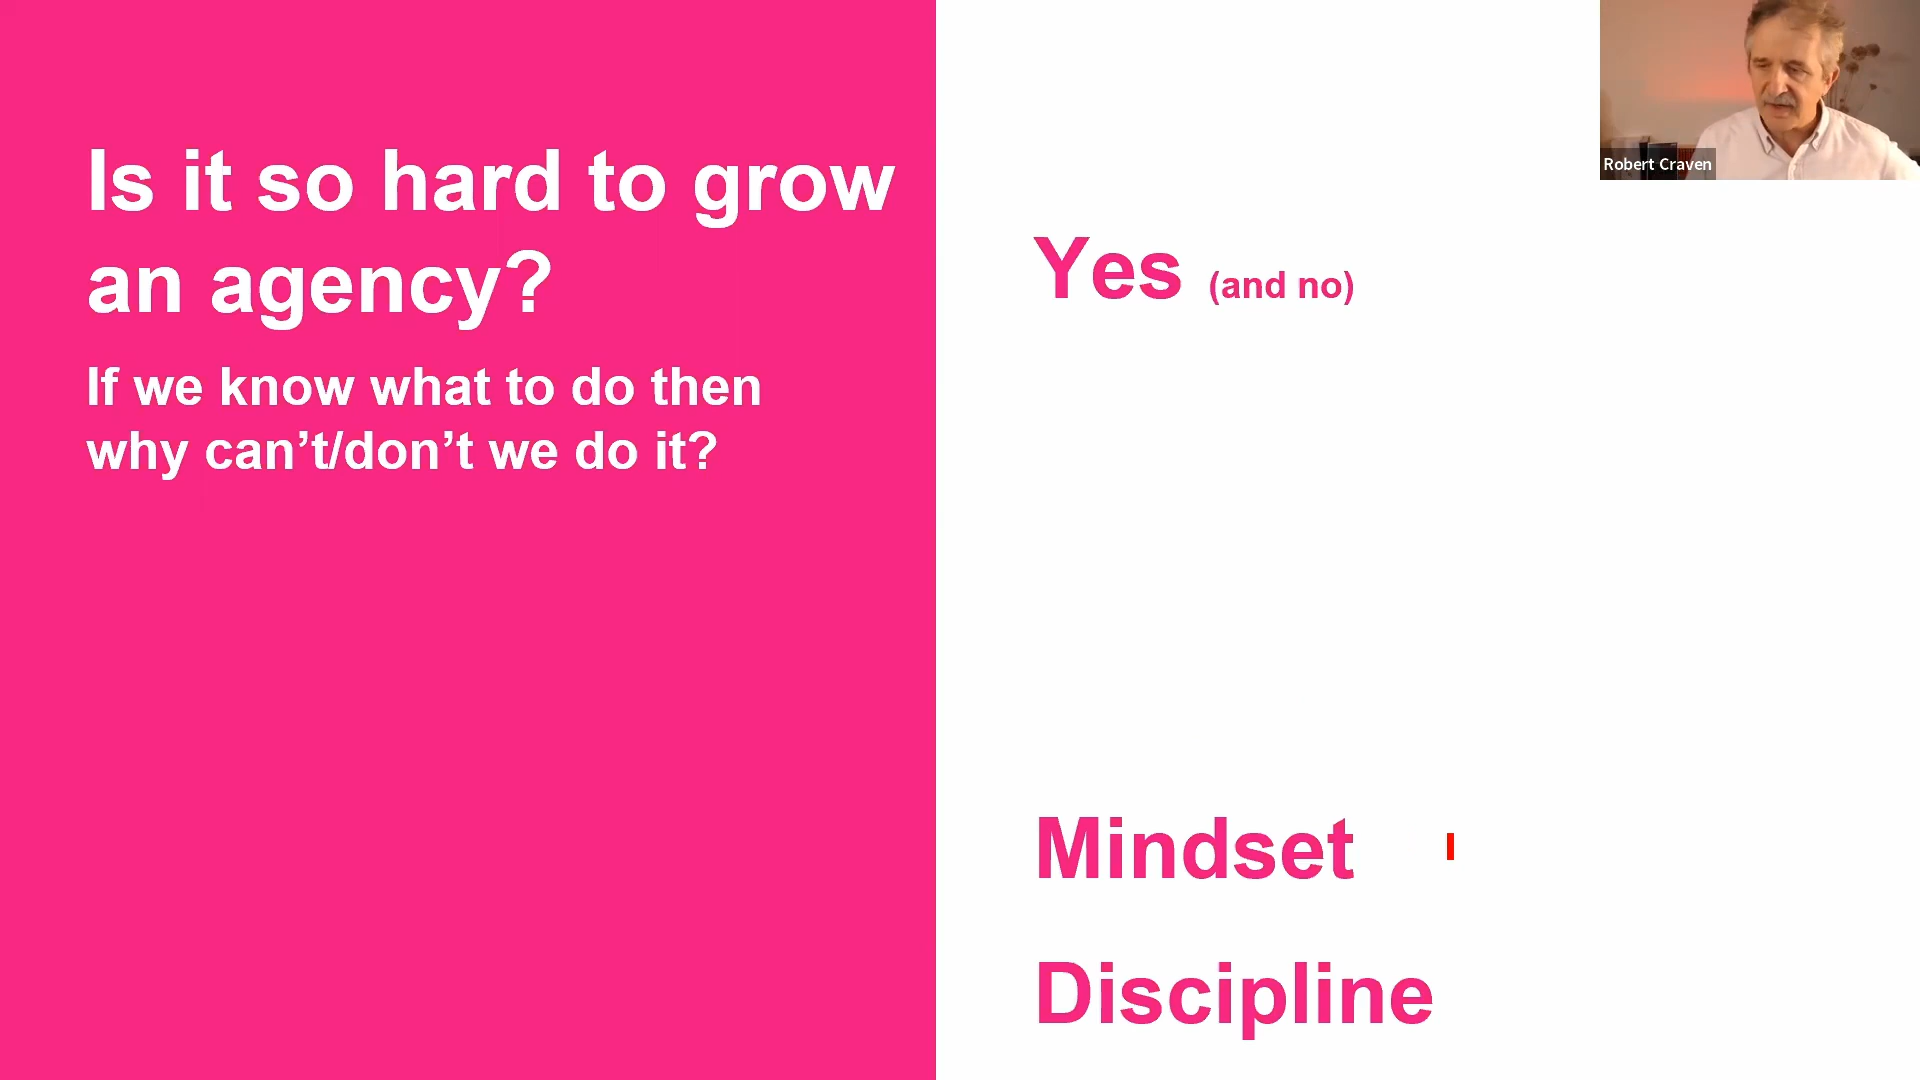 Is it so hard to grow
an agency?
If we know what to do then
why can’t/don’t we do it?
Yes (and no)
Mindset
Discipline
Robert Craven